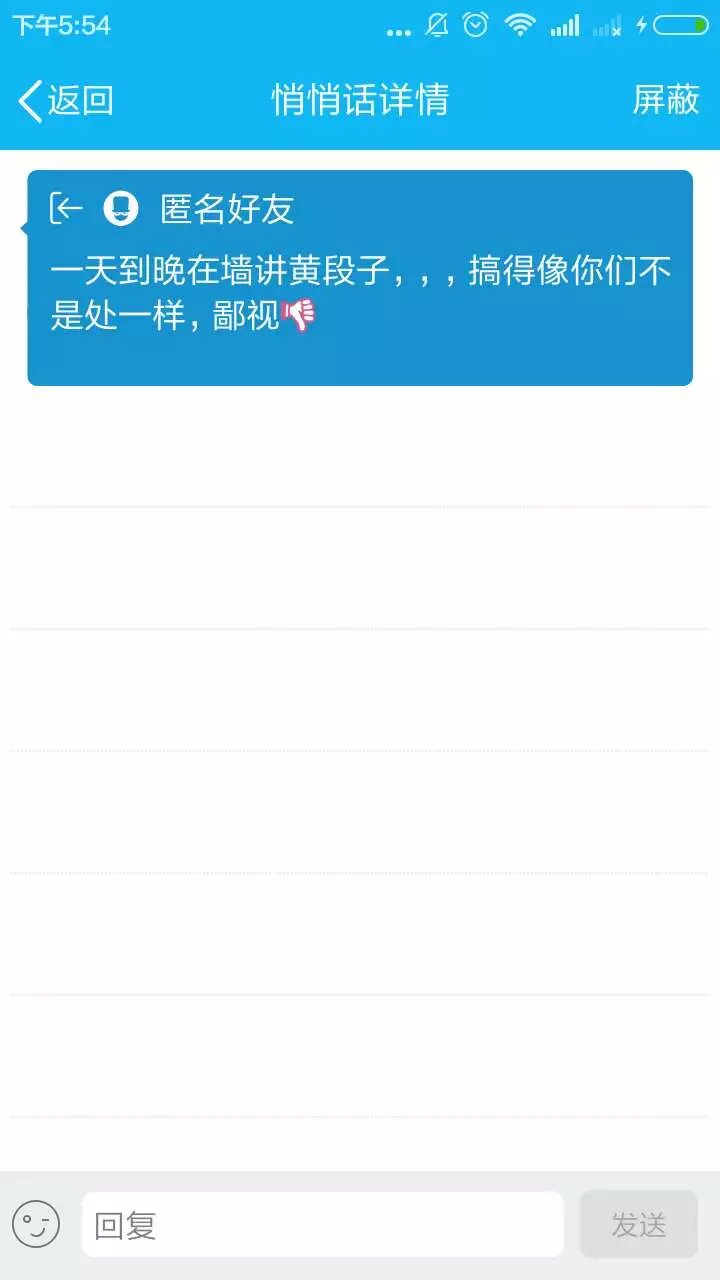 下午5:54
返回 悄悄话详情 屏蔽
匿名好友
一天到晚在墙讲黄段子，，，搞得像你们不
是处一样，鄙视👎
回复 发送